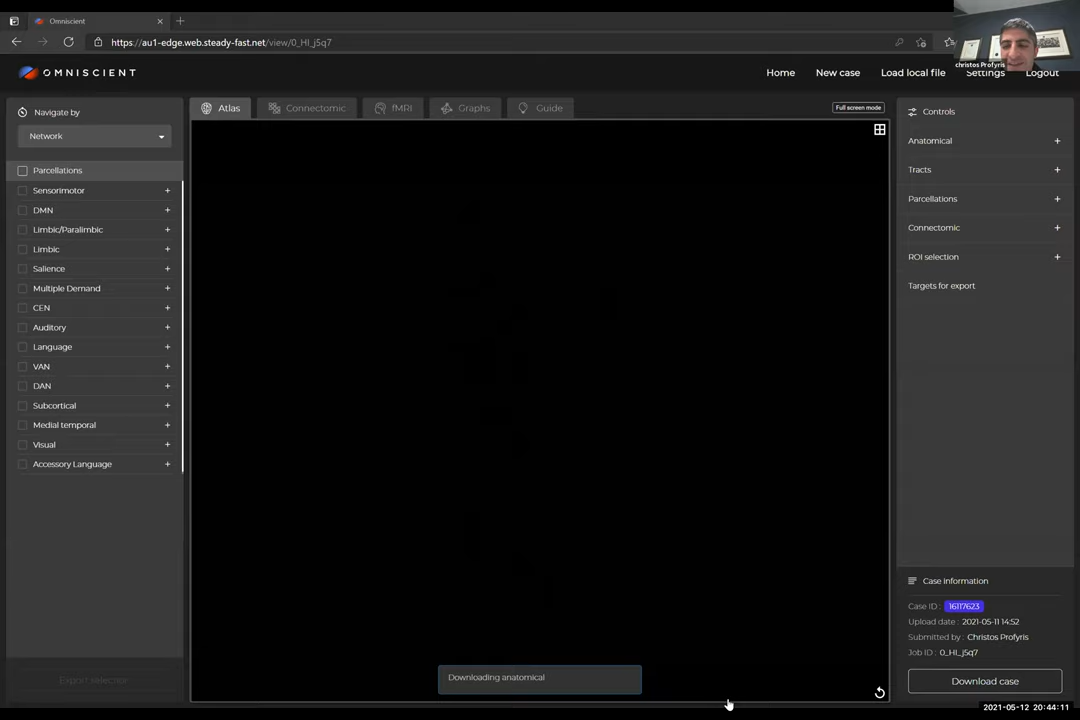 Omniscient
https://au1-edge.web.steady-fast.net/view/0_HI_j5q7
christos Profyris
OMNISCIENT
Home
New case
Load local file
Settings
Logout
Navigate by
Network
Parcellations
Sensorimotor
DMN
Limbic/Paralimbic
Limbic
Salience
Multiple Demand
CEN
Auditory
Language
VAN
DAN
Subcortical
Medial temporal
Visual
Accessory Language
Export selection
Atlas
Connectomic
fMRI
Graphs
Guide
Full screen mode
Downloading anatomical
Controls
Anatomical
Tracts
Parcellations
Connectomic
ROI selection
Targets for export
Case information
Case ID : 16117623
Upload date : 2021-05-11 14:52
Submitted by : Christos Profyris
Job ID : 0_HI_j5q7
Download case
2021-05-12 20:44:11